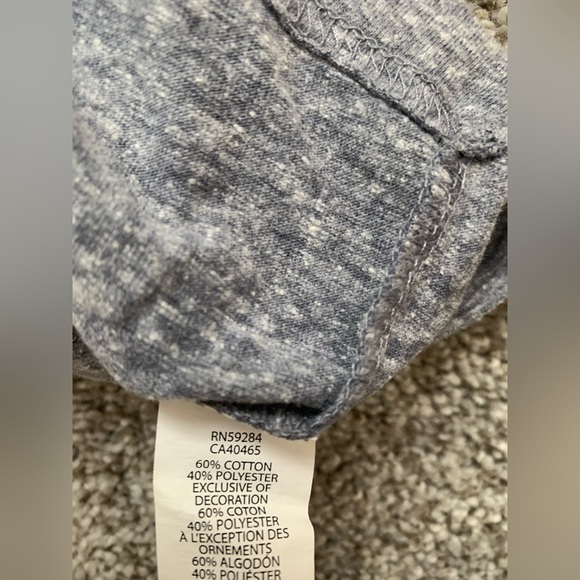 RN59284
CA40465
60% COTTON
40% POLYESTER
EXCLUSIVE OF
DECORATION
60% COTON
40% POLYESTER
À L'EXCEPTION DES
ORNEMENTS
60% ALGODÓN
40% POLIÉSTER